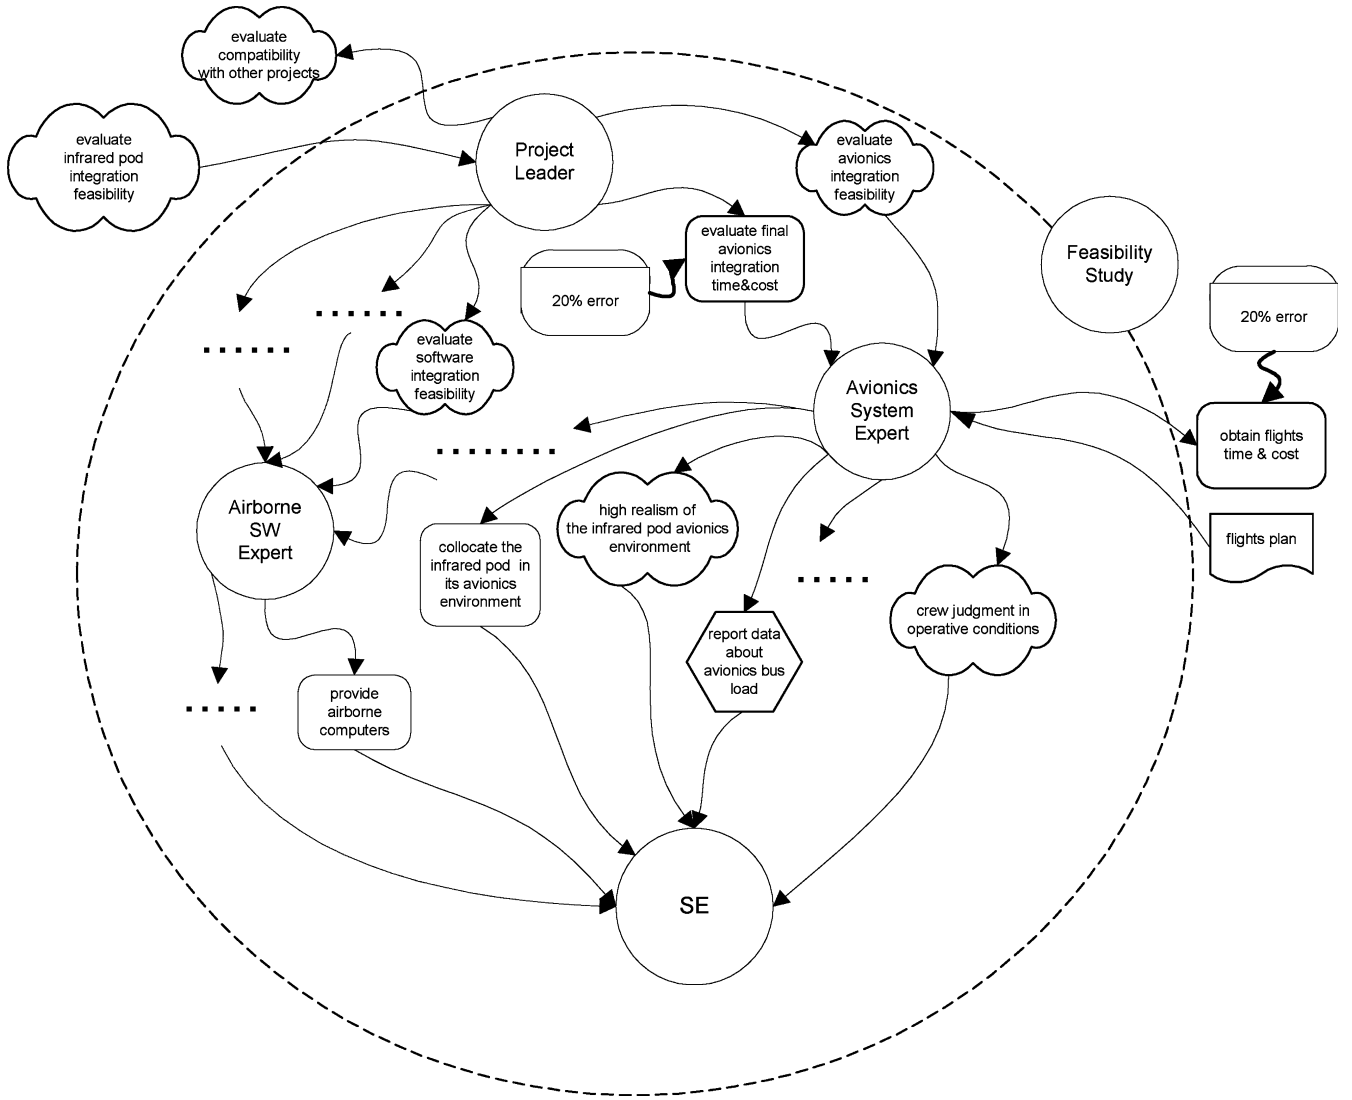 evaluate
compatibility
with other projects
evaluate
infrared pod
integration
feasibility
Project
Leader
evaluate
avionics
integration
feasibility
evaluate final
avionics
integration
time&cost
20% error
Feasibility
Study
20% error
evaluate
software
integration
feasibility
Avionics
System
Expert
obtain flights
time & cost
flights plan
Airborne
SW
Expert
collocate the
infrared pod in
its avionics
environment
high realism of
the infrared pod avionics
environment
report data
about
avionics bus
load
crew judgment in
operative conditions
provide
airborne
computers
SE